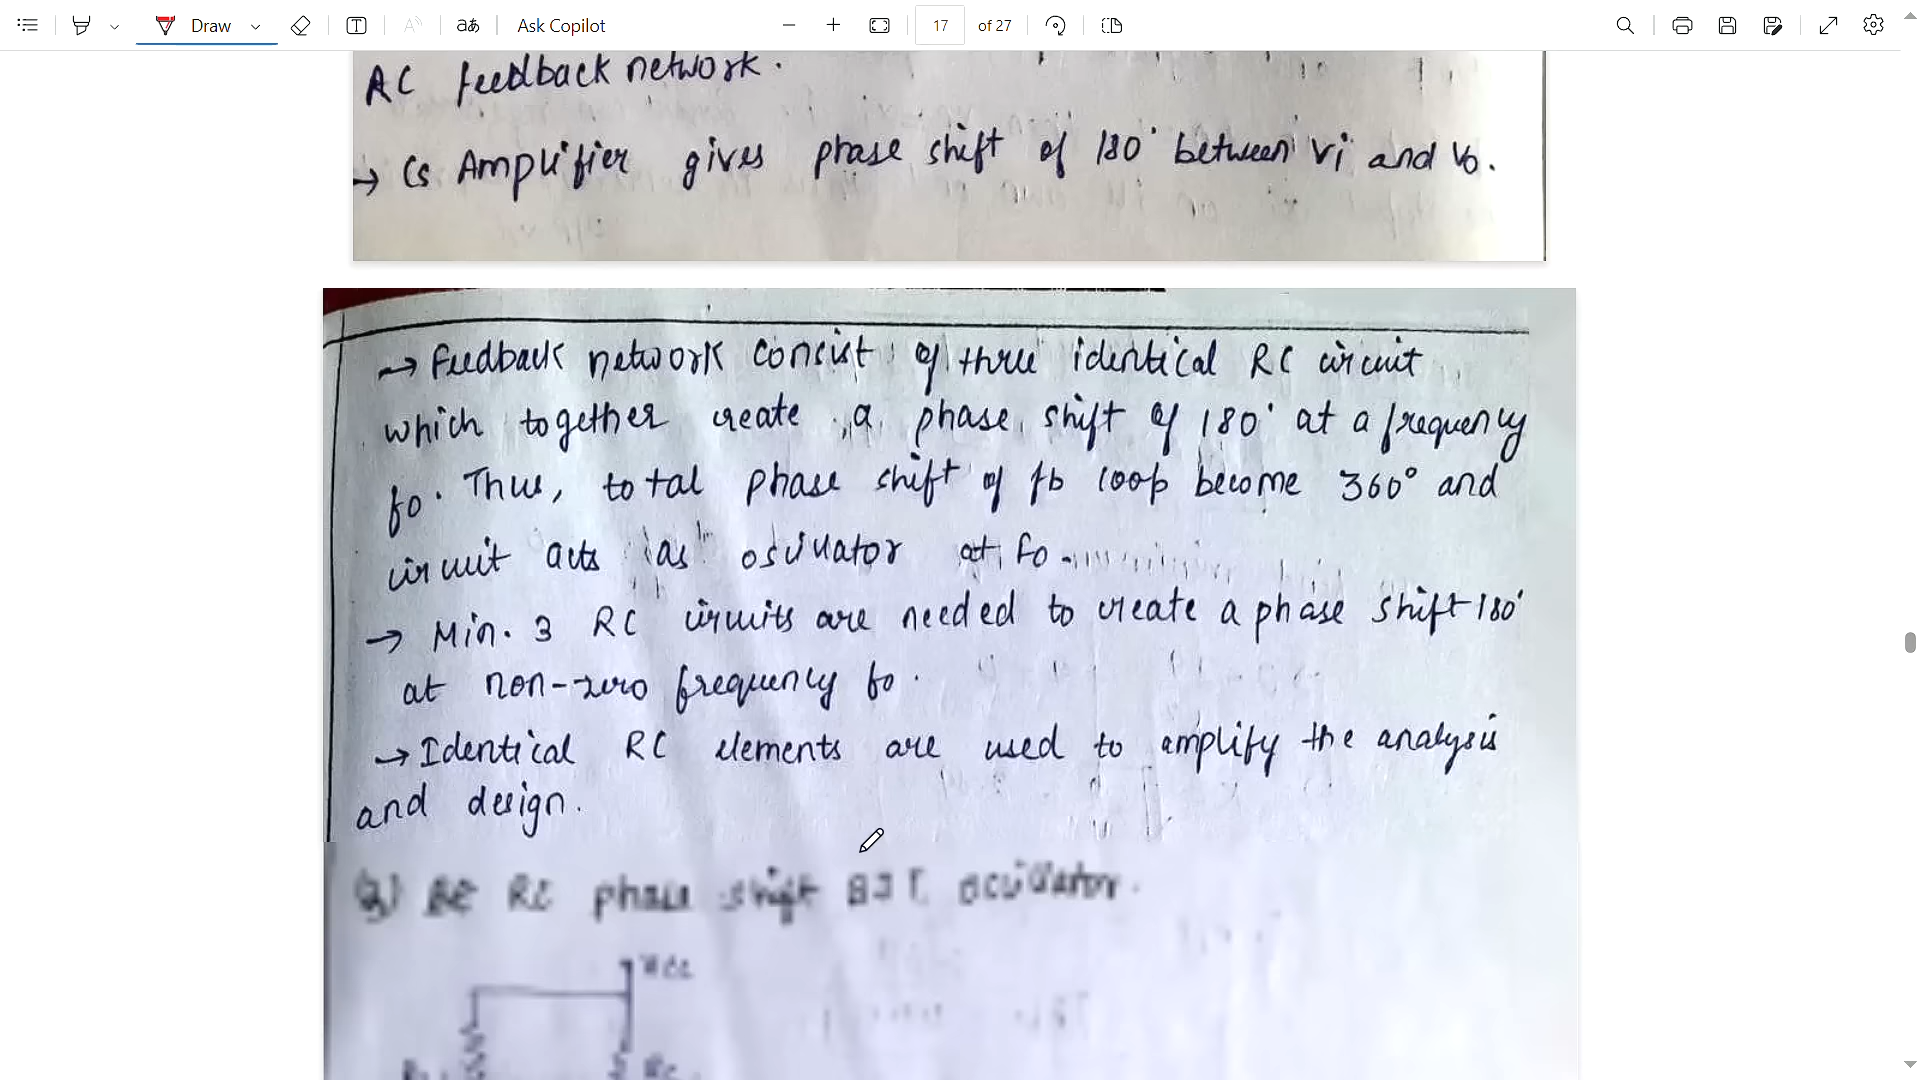 Draw
Ask Copilot
17 of 27
RC feedback network.
→ CS Amplifier gives phase shift of 180° between Vi and Vo.
→ Feedback network consist of three identical RC circuit
which together create a phase shift of 180° at a frequency
fo. Thus, total phase shift of fb loop become 360° and
circuit acts as oscillator at fo.
→ Min. 3 RC circuits are needed to create a phase shift 180°
at non-zero frequency fo.
→ Identical RC elements are used to amplify the analysis
and design.
RC phase shift BJT ocillator.
Vcc
Rc